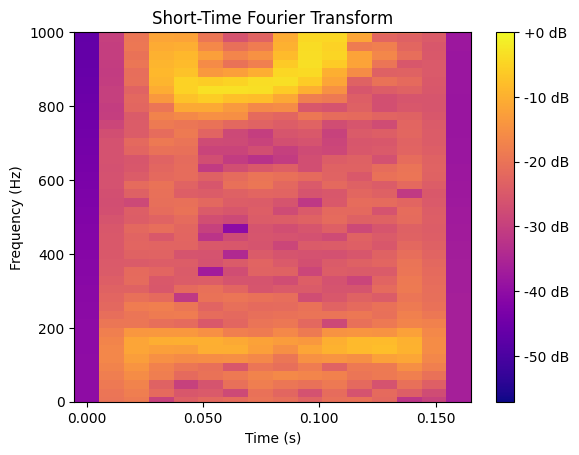 Short-Time Fourier Transform
1000
800
600
400
200
0
Frequency (Hz)
0.000
0.050
0.100
0.150
Time (s)
+0 dB
-10 dB
-20 dB
-30 dB
-40 dB
-50 dB